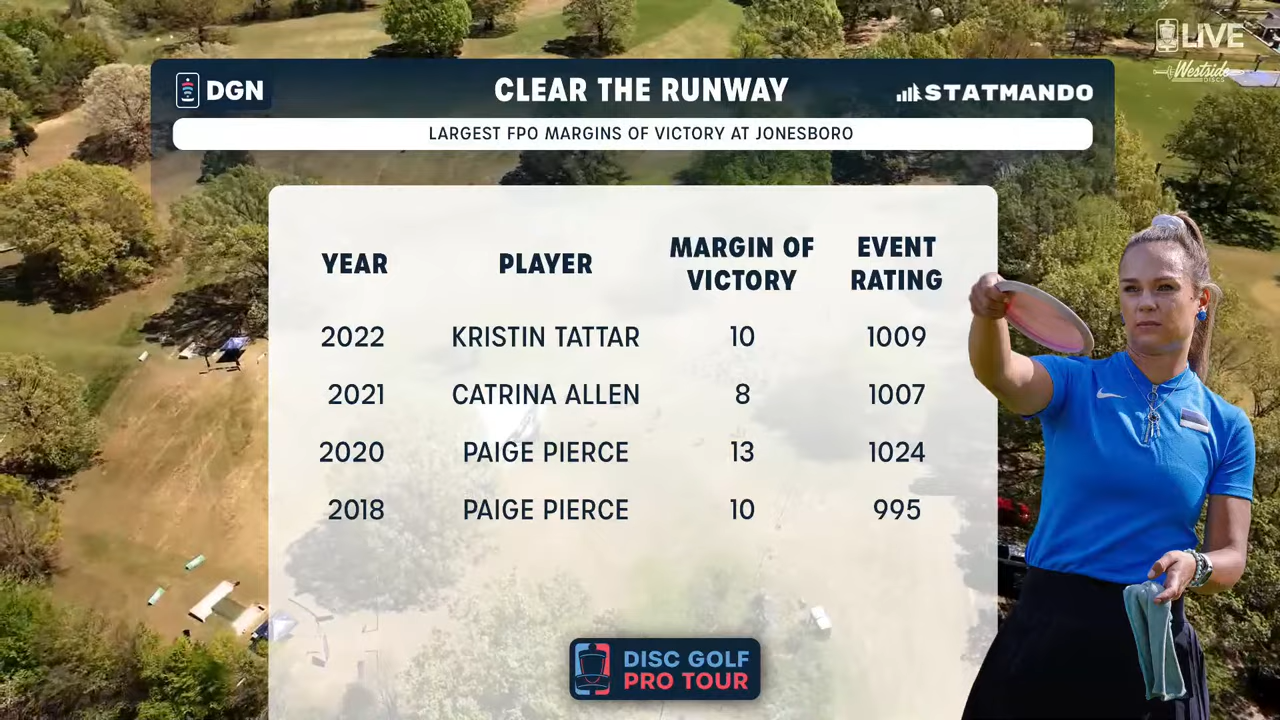 LIVE
Westside
DISCS
DGN
CLEAR THE RUNWAY
STATMANDO
LARGEST FPO MARGINS OF VICTORY AT JONESBORO
YEAR PLAYER MARGIN OF VICTORY EVENT RATING
2022 KRISTIN TATTAR 10 1009
2021 CATRINA ALLEN 8 1007
2020 PAIGE PIERCE 13 1024
2018 PAIGE PIERCE 10 995
DISC GOLF
PRO TOUR